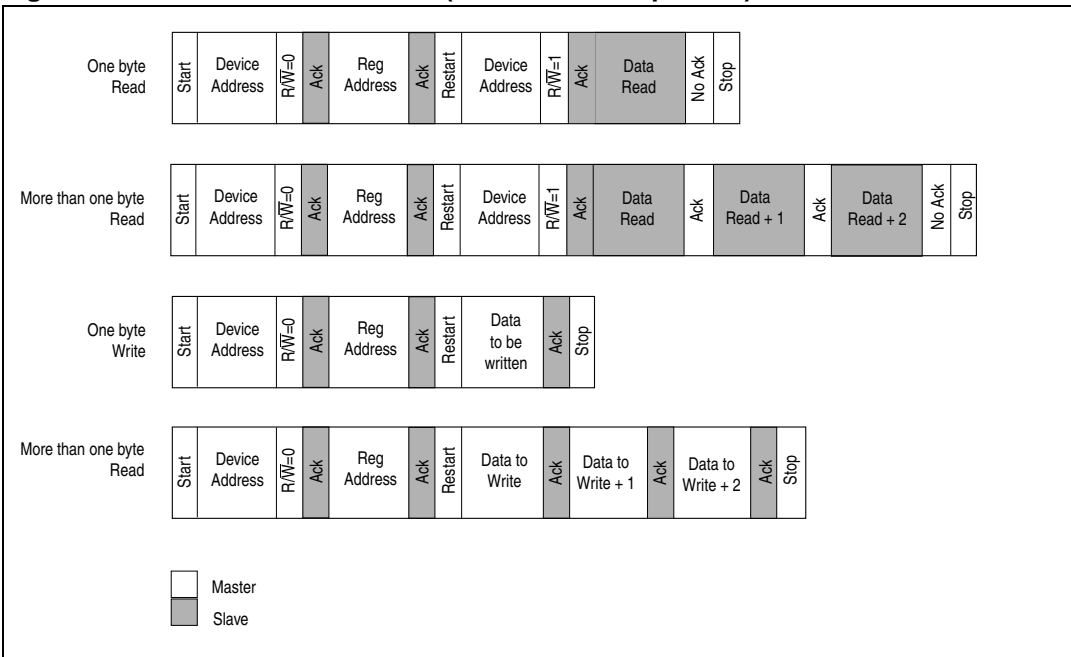 One byte
Read
Start
Device
Address
R/W̅=0
Ack
Reg
Address
Ack
Restart
Device
Address
R/W̅=1
Ack
Data
Read
No Ack
Stop
More than one byte
Read
Start
Device
Address
R/W̅=0
Ack
Reg
Address
Ack
Restart
Device
Address
R/W̅=1
Ack
Data
Read
Ack
Data
Read + 1
Ack
Data
Read + 2
No Ack
Stop
One byte
Write
Start
Device
Address
R/W̅=0
Ack
Reg
Address
Ack
Restart
Data
to be
written
Ack
Stop
More than one byte
Read
Start
Device
Address
R/W̅=0
Ack
Reg
Address
Ack
Restart
Data to
Write
Ack
Data to
Write + 1
Ack
Data to
Write + 2
Ack
Stop
Master
Slave